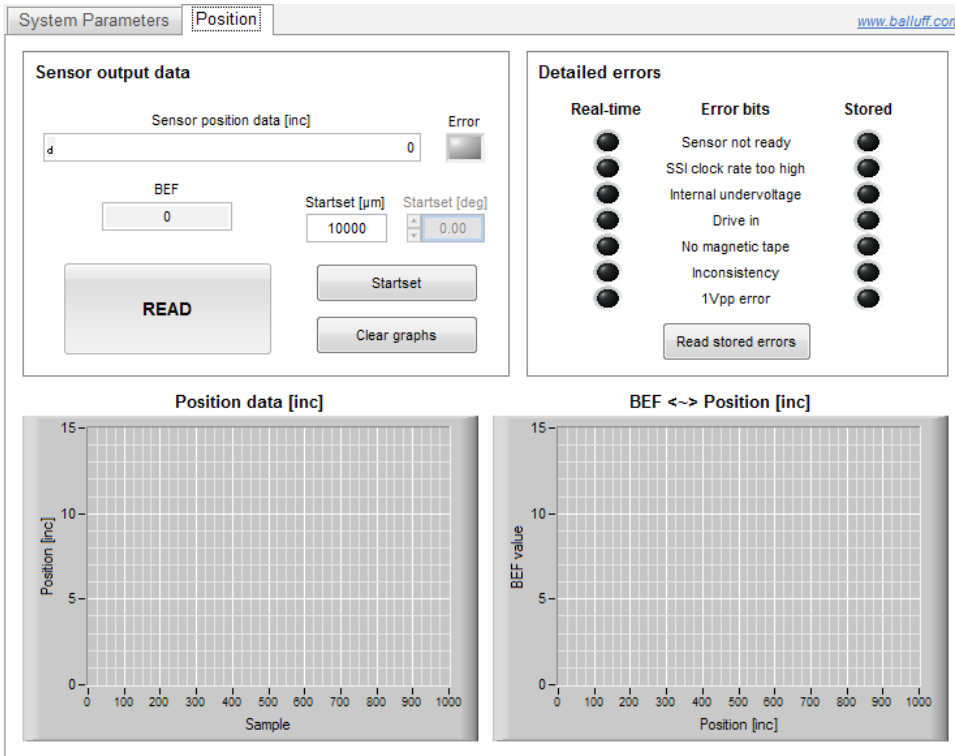 System Parameters
Position
www.balluff.com
Sensor output data
Sensor position data [inc]
Error
d
0
BEF
0
Startset [µm]
Startset [deg]
10000
0.00
READ
Startset
Clear graphs
Detailed errors
Real-time Error bits Stored
Sensor not ready
SSI clock rate too high
Internal undervoltage
Drive in
No magnetic tape
Inconsistency
1Vpp error
Read stored errors
Position data [inc]
15
10
5
0
Position [inc]
0 100 200 300 400 500 600 700 800 900 1000
Sample
BEF <~> Position [inc]
15
10
5
0
BEF value
0 100 200 300 400 500 600 700 800 900 1000
Position [inc]